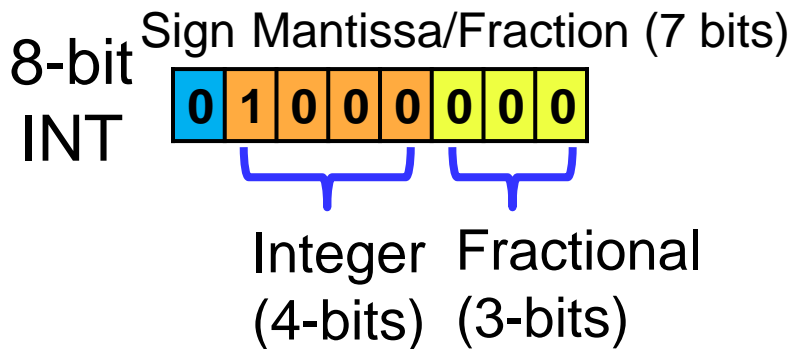 Sign Mantissa/Fraction (7 bits)
8-bit
INT
0 1 0 0 0 0 0 0
Integer
(4-bits)
Fractional
(3-bits)